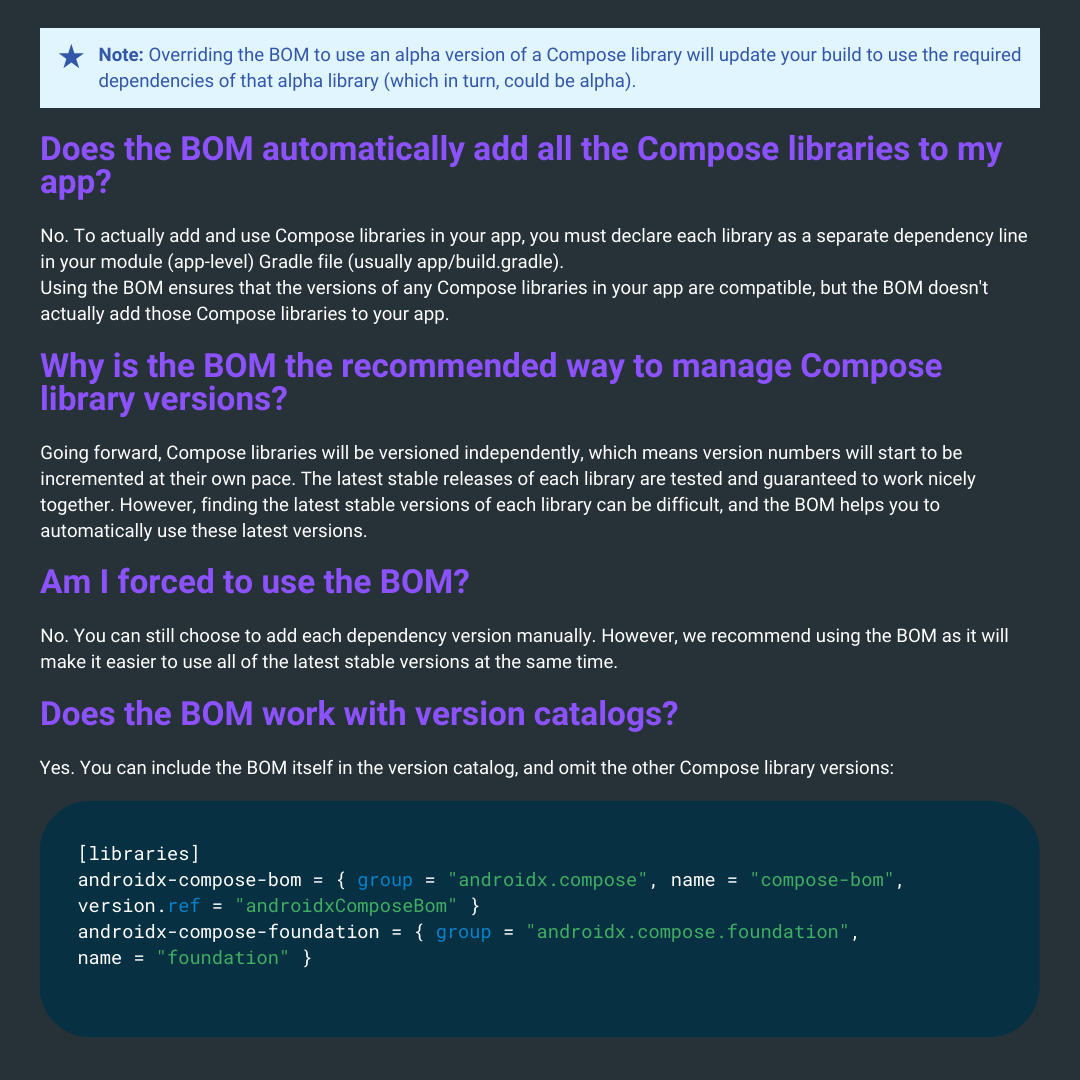 Note: Overriding the BOM to use an alpha version of a Compose library will update your build to use the required
dependencies of that alpha library (which in turn, could be alpha).
Does the BOM automatically add all the Compose libraries to my
app?
No. To actually add and use Compose libraries in your app, you must declare each library as a separate dependency line
in your module (app-level) Gradle file (usually app/build.gradle).
Using the BOM ensures that the versions of any Compose libraries in your app are compatible, but the BOM doesn't
actually add those Compose libraries to your app.
Why is the BOM the recommended way to manage Compose
library versions?
Going forward, Compose libraries will be versioned independently, which means version numbers will start to be
incremented at their own pace. The latest stable releases of each library are tested and guaranteed to work nicely
together. However, finding the latest stable versions of each library can be difficult, and the BOM helps you to
automatically use these latest versions.
Am I forced to use the BOM?
No. You can still choose to add each dependency version manually. However, we recommend using the BOM as it will
make it easier to use all of the latest stable versions at the same time.
Does the BOM work with version catalogs?
Yes. You can include the BOM itself in the version catalog, and omit the other Compose library versions:
[libraries]
androidx-compose-bom = { group = "androidx.compose", name = "compose-bom",
version.ref = "androidxComposeBom" }
androidx-compose-foundation = { group = "androidx.compose.foundation",
name = "foundation" }